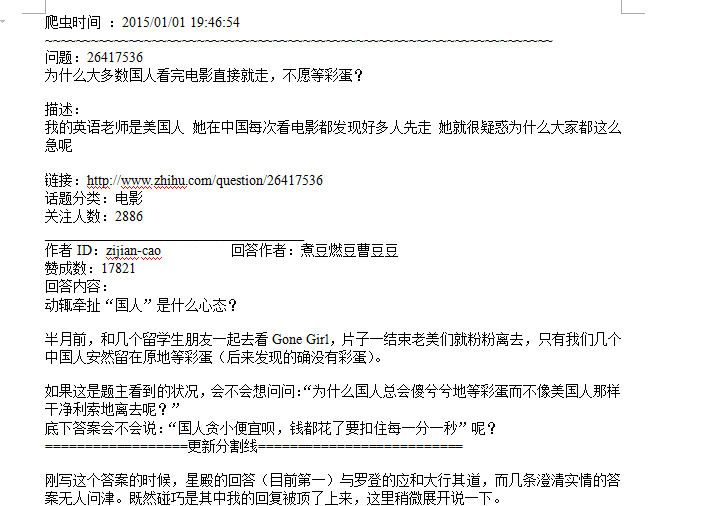 爬虫时间 ：2015/01/01 19:46:54
~~~~~~~~~~~~~~~~~~~~~~~~~~~~~~~~~~~~~~~~~~~~~~~~~~~~~~~~~~~~~~~~
问题：26417536
为什么大多数国人看完电影直接就走，不愿等彩蛋？
描述：
我的英语老师是美国人 她在中国每次看电影都发现好多人先走 她就很疑惑为什么大家都这么
急呢
链接：http://www.zhihu.com/question/26417536
话题分类：电影
关注人数：2886
作者 ID：zijian-cao 回答作者：煮豆燃豆曹豆豆
赞成数：17821
回答内容：
动辄牵扯“国人”是什么心态？
半月前，和几个留学生朋友一起去看 Gone Girl，片子一结束老美们就粉粉离去，只有我们几个
中国人安然留在原地等彩蛋（后来发现的确没有彩蛋）。
如果这是题主看到的状况，会不会想问问：“为什么国人总会傻兮兮地等彩蛋而不像美国人那样
干净利索地离去呢？”
底下答案会不会说：“国人贪小便宜呗，钱都花了要扣住每一分一秒”呢？
==================更新分割线==========================
刚写这个答案的时候，星殿的回答（目前第一）与罗登的应和大行其道，而几条澄清实情的答
案无人问津。既然碰巧是其中我的回复被顶了上来，这里稍微展开说一下。